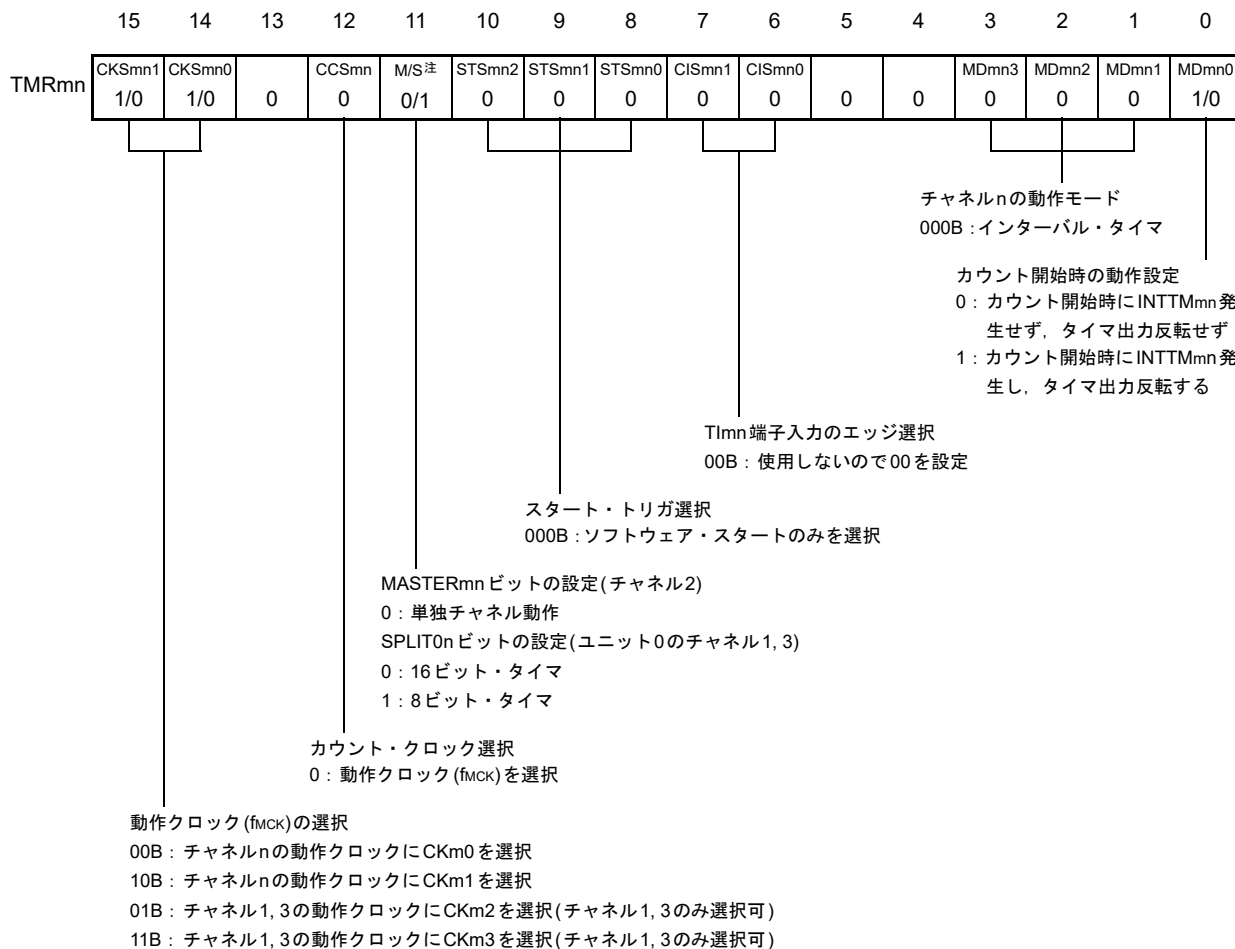 15 14 13 12 11 10 9 8 7 6 5 4 3 2 1 0
TMRmn
CKSmn1 CKSmn0 CCSmn M/S注 STSmn2 STSmn1 STSmn0 CISmn1 CISmn0 MDmn3 MDmn2 MDmn1 MDmn0
1/0 1/0 0 0 0/1 0 0 0 0 0 0 0 0 0 0 1/0
チャネルnの動作モード
000B：インターバル・タイマ
カウント開始時の動作設定
0：カウント開始時にINTTMmn発
生せず，タイマ出力反転せず
1：カウント開始時にINTTMmn発
生し，タイマ出力反転する
TImn端子入力のエッジ選択
00B：使用しないので00を設定
スタート・トリガ選択
000B：ソフトウェア・スタートのみを選択
MASTERmnビットの設定(チャネル2)
0：単独チャネル動作
SPLIT0nビットの設定(ユニット0のチャネル1, 3)
0：16ビット・タイマ
1：8ビット・タイマ
カウント・クロック選択
0：動作クロック(fMCK)を選択
動作クロック(fMCK)の選択
00B：チャネルnの動作クロックにCKm0を選択
10B：チャネルnの動作クロックにCKm1を選択
01B：チャネル1, 3の動作クロックにCKm2を選択(チャネル1, 3のみ選択可)
11B：チャネル1, 3の動作クロックにCKm3を選択(チャネル1, 3のみ選択可)